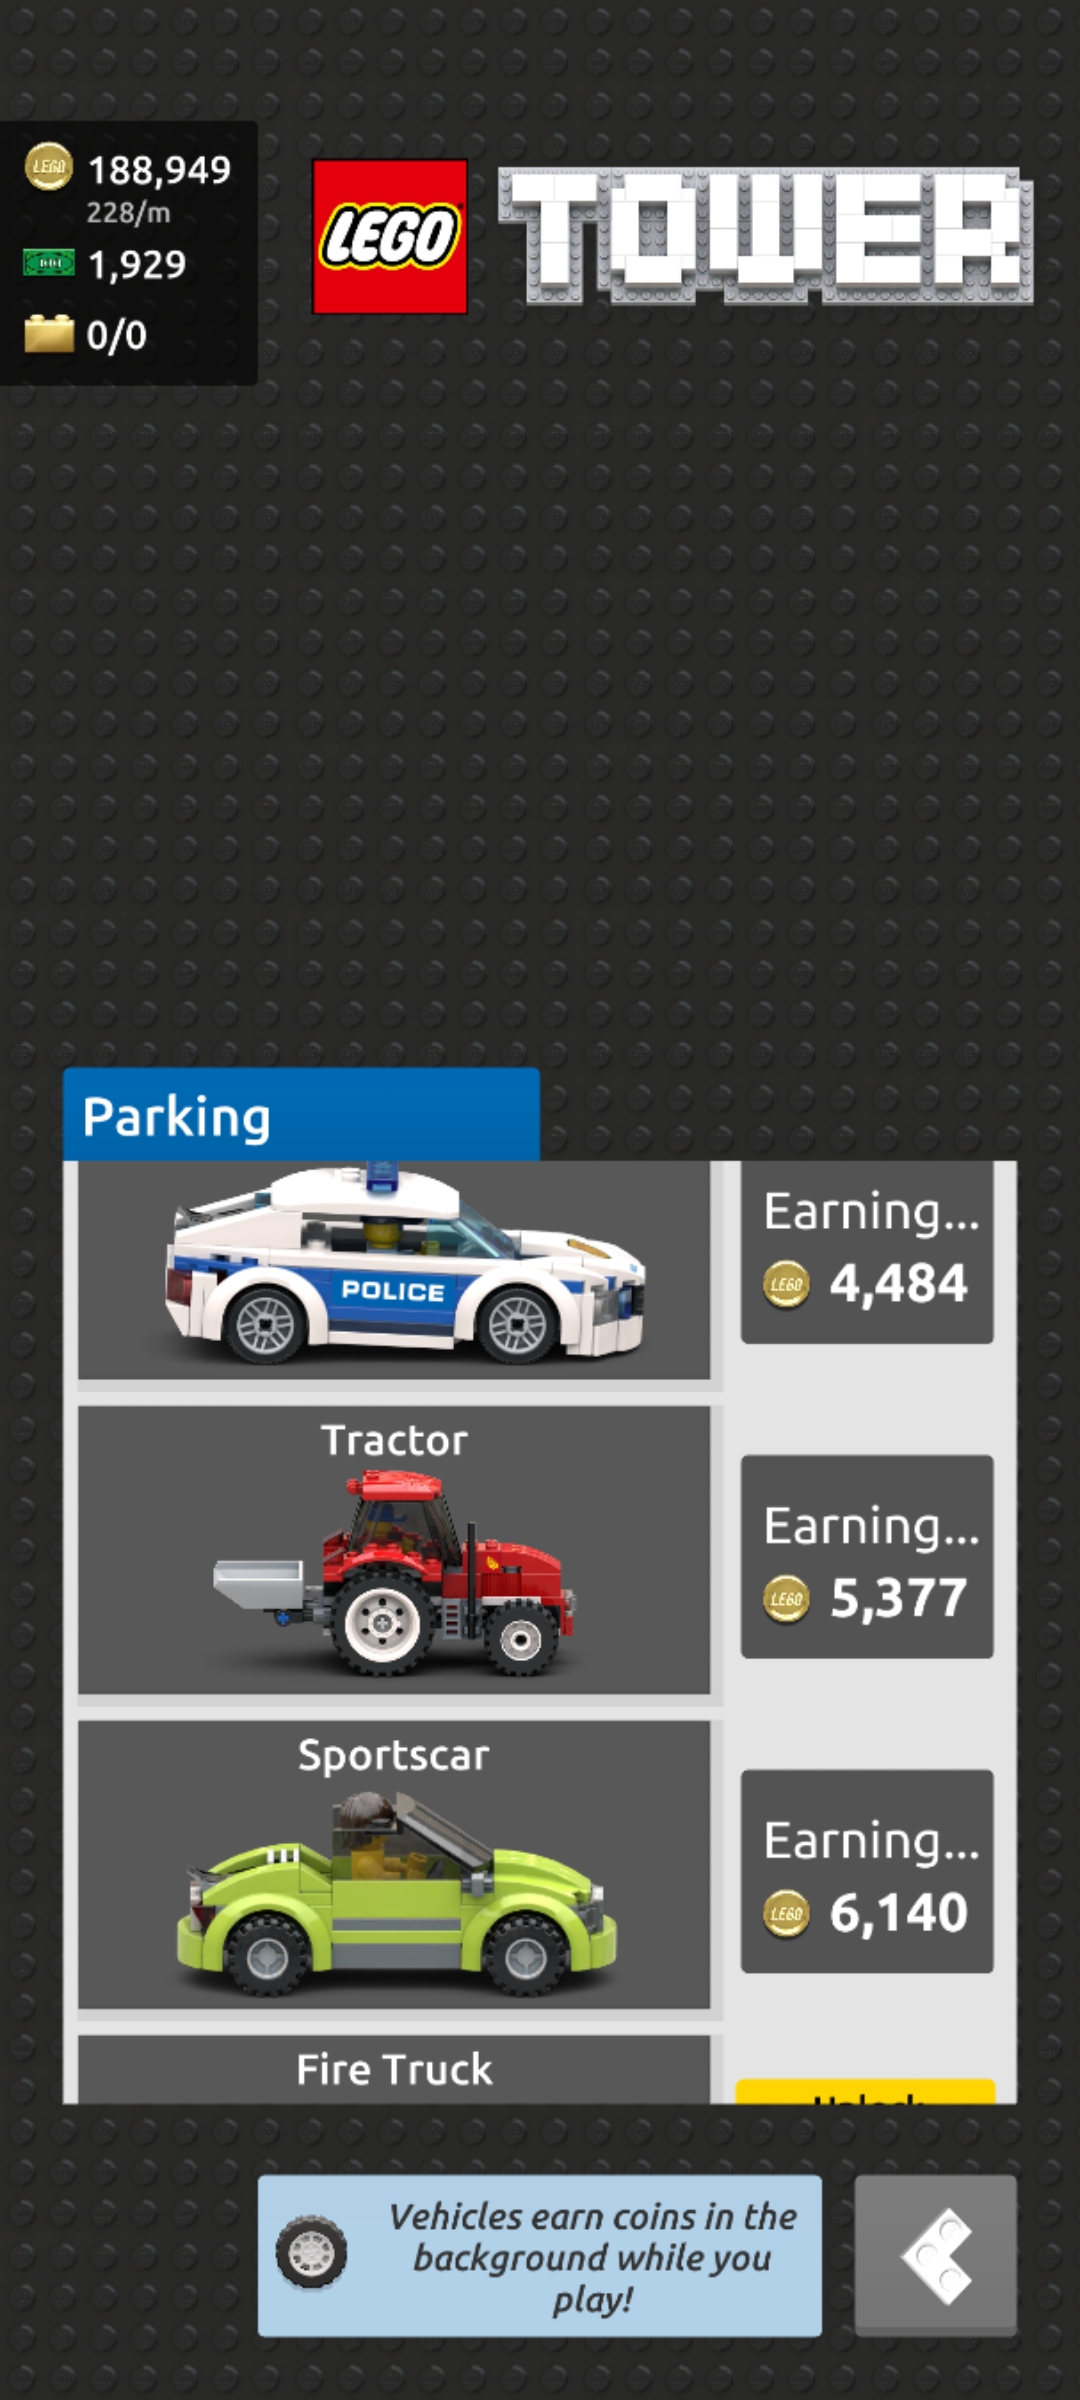 188,949
228/m
1,929
0/0
LEGO
TOWER
Parking
POLICE
Earning...
4,484
Tractor
Earning...
5,377
Sportscar
Earning...
6,140
Fire Truck
Unlock
Vehicles earn coins in the
background while you
play!